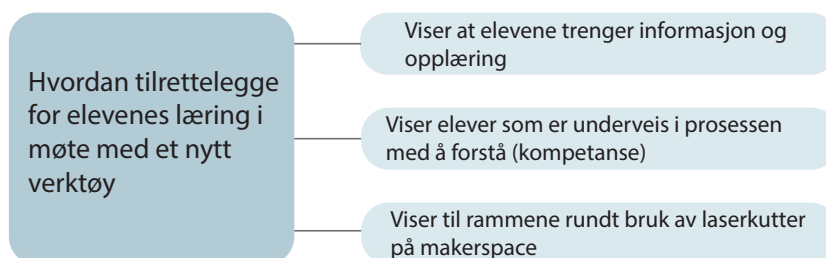 Hvordan tilrettelegge
for elevenes læring i
møte med et nytt
verktøy
Viser at elevene trenger informasjon og
opplæring
Viser elever som er underveis i prosessen
med å forstå (kompetanse)
Viser til rammene rundt bruk av laserkutter
på makerspace